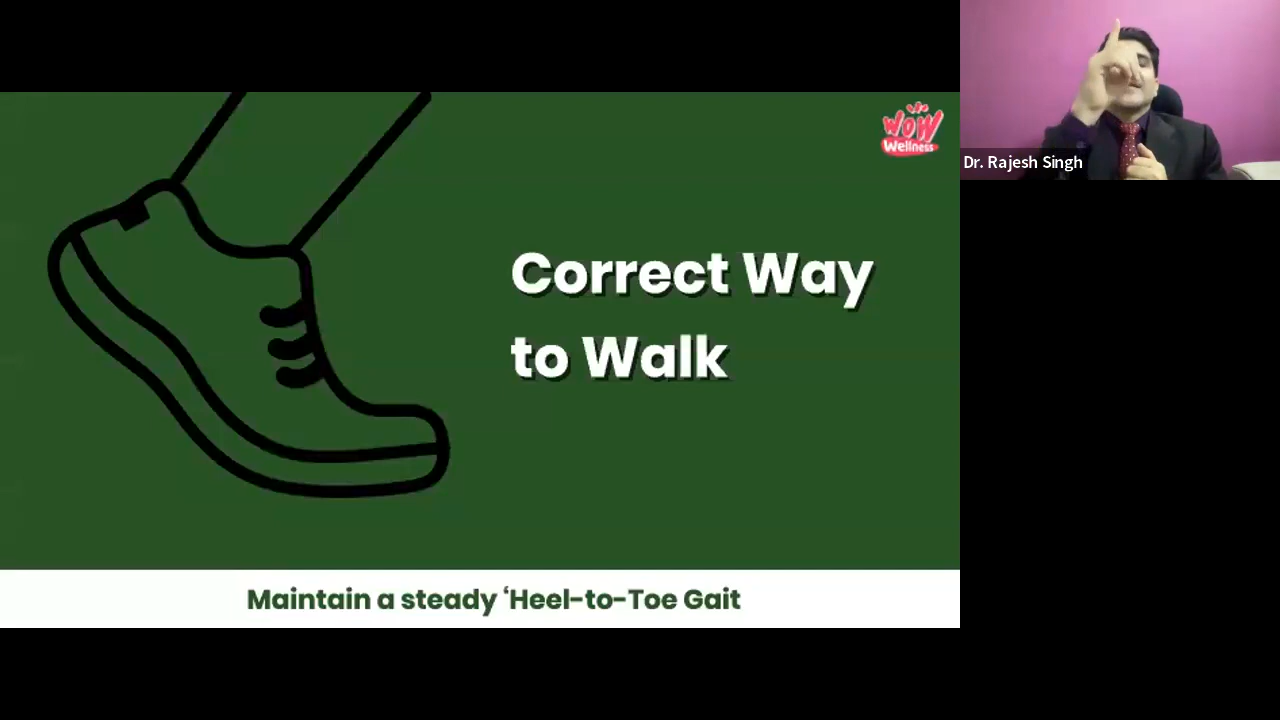 WOW
Wellness
Dr. Rajesh Singh
Correct Way
to Walk
Maintain a steady ‘Heel-to-Toe Gait